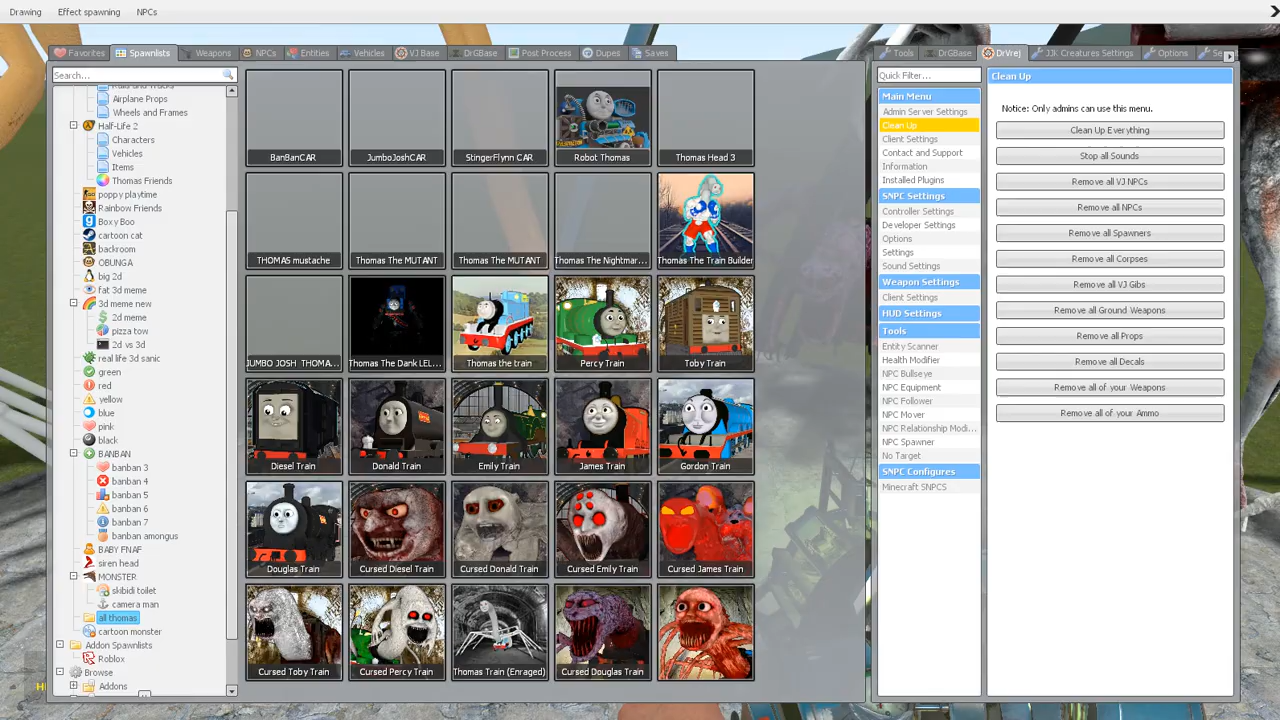 Drawing Effect spawning NPCs
Favorites Spawnlists Weapons NPCs Entities Vehicles VJ Base DrGBase Post Process Dupes Saves
Tools DrGBase DrVrej JJK Creatures Settings Options
Search...
Rails and Tracks
Airplane Props
Wheels and Frames
Half-Life 2
Characters
Vehicles
Items
Thomas Friends
poppy playtime
Rainbow Friends
Boxy Boo
cartoon cat
backroom
OBUNGA
big 2d
fat 3d meme
3d meme new
2d meme
pizza tow
2d vs 3d
real life 3d sanic
green
red
yellow
blue
pink
black
BANBAN
banban 3
banban 4
banban 5
banban 6
banban 7
banban amongus
BABY FNAF
siren head
MONSTER
skibidi toilet
camera man
all thomas
cartoon monster
Addon Spawnlists
Roblox
Browse
Addons
BanBanCAR JumboJoshCAR StingerFlynn CAR Robot Thomas Thomas Head 3
THOMAS mustache Thomas The MUTANT Thomas The MUTANT Thomas The Nightmar... Thomas The Train Builder
JUMBO JOSH THOMA... Thomas The Dank LEL... Thomas the train Percy Train Toby Train
Diesel Train Donald Train Emily Train James Train Gordon Train
Douglas Train Cursed Diesel Train Cursed Donald Train Cursed Emily Train Cursed James Train
Cursed Toby Train Cursed Percy Train Thomas Train (Enraged) Cursed Douglas Train
Quick Filter...
Main Menu
Admin Server Settings
Clean Up
Client Settings
Contact and Support
Information
Installed Plugins
SNPC Settings
Controller Settings
Developer Settings
Options
Settings
Sound Settings
Weapon Settings
Client Settings
HUD Settings
Tools
Entity Scanner
Health Modifier
NPC Bullseye
NPC Equipment
NPC Follower
NPC Mover
NPC Relationship Modi...
NPC Spawner
No Target
SNPC Configures
Minecraft SNPCS
Clean Up
Notice: Only admins can use this menu.
Clean Up Everything
Stop all Sounds
Remove all VJ NPCs
Remove all NPCs
Remove all Spawners
Remove all Corpses
Remove all VJ Gibs
Remove all Ground Weapons
Remove all Props
Remove all Decals
Remove all of your Weapons
Remove all of your Ammo